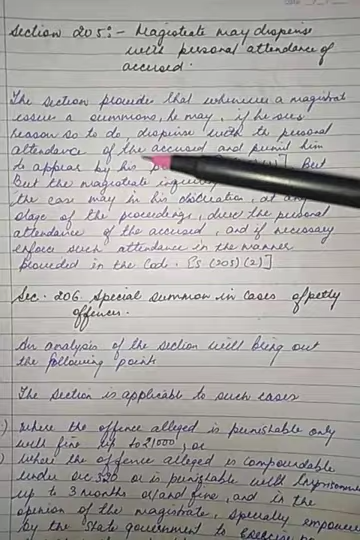 Section 205:- Magistrate may dispense
with personal attendance of
accused.
The section provides that whenever a magistrat
issues a summons, he may, if he sees
reason so to do, dispense with te personal
attendance of the accused and permit him
to appear by his But
But the magistrate
the case may in his discretion, at any
stage of the proceedings, direct the personal
attendance of the accused, and if necessary
enforce such attendance in the manner
provided in the Code. [S (205) (2)]
Sec. 206 Special summon in cases of petty
offences.
An analysis of the section will bring out
the following points
The section is applicable to such cases
where the offence alleged is punishable only
with fine up to ₹1000, or
where the offence alleged is compoundable
under sec 320 or is punishable with Imprisonme
up to 3 months or/and fine, and in the
opinion of the magistrate, specially empowe
by the State government to